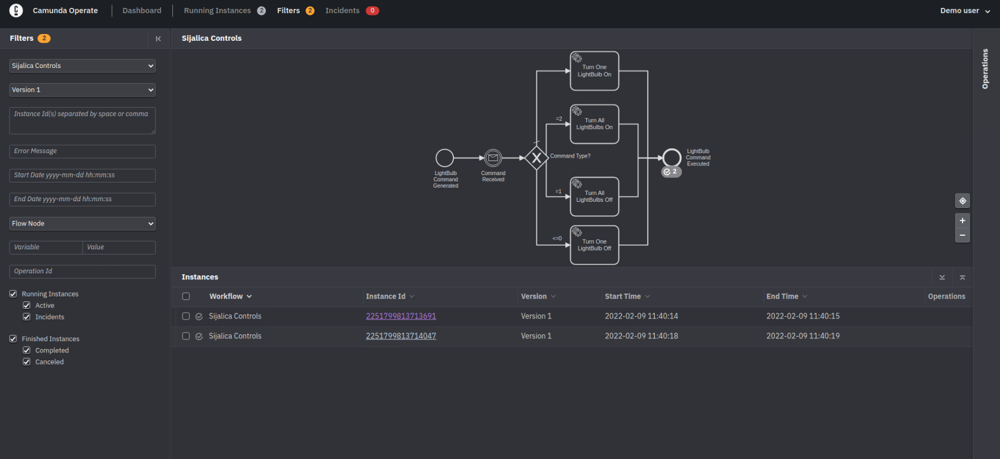 Camunda Operate
Dashboard
Running Instances 2
Filters 2
Incidents 0
Demo user
Filters 2
Sijalica Controls
Version 1
Instance Id(s) separated by space or comma
Error Message
Start Date yyyy-mm-dd hh:mm:ss
End Date yyyy-mm-dd hh:mm:ss
Flow Node
Variable Value
Operation Id
Running Instances
Active
Incidents
Finished Instances
Completed
Canceled
Sijalica Controls
Turn One
LightBulb On
=2
Turn All
LightBulbs On
Command Type?
LightBulb
Command
Generated
Command
Received
LightBulb
Command
Executed
2
=1
Turn All
LightBulbs Off
<=0
Turn One
LightBulb Off
Operations
+
−
Instances
Workflow Instance Id Version Start Time End Time Operations
Sijalica Controls 2251799813713691 Version 1 2022-02-09 11:40:14 2022-02-09 11:40:15
Sijalica Controls 2251799813714047 Version 1 2022-02-09 11:40:18 2022-02-09 11:40:19